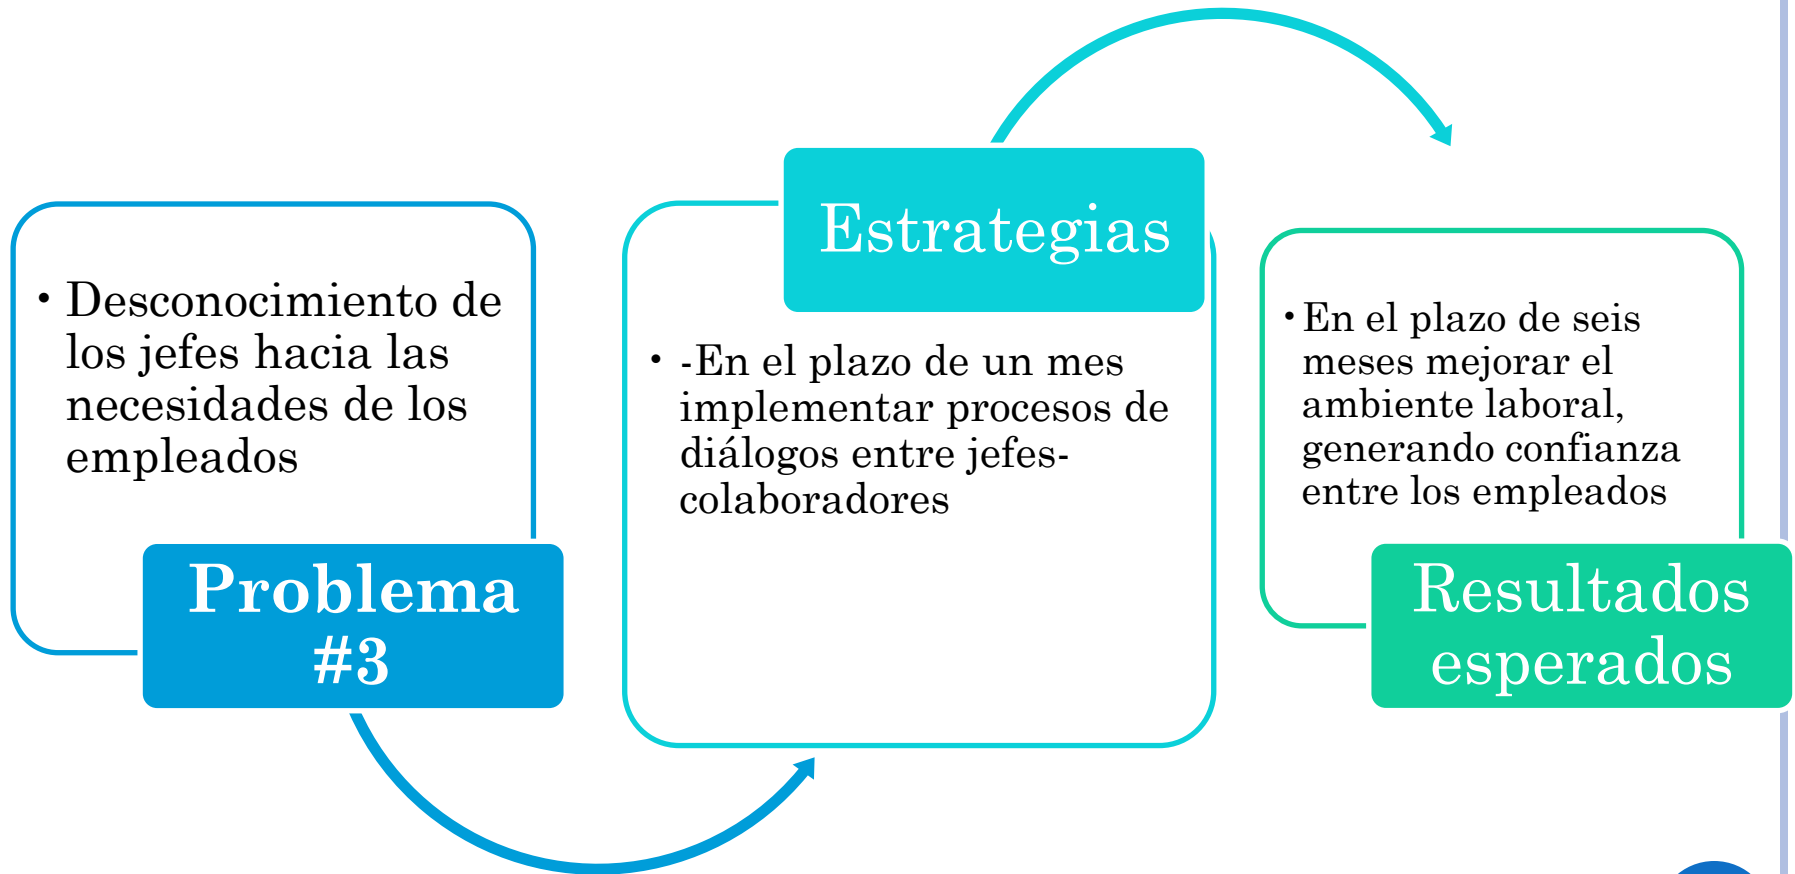 • Desconocimiento de
los jefes hacia las
necesidades de los
empleados
Problema
#3
Estrategias
• -En el plazo de un mes
implementar procesos de
diálogos entre jefes-
colaboradores
• En el plazo de seis
meses mejorar el
ambiente laboral,
generando confianza
entre los empleados
Resultados
esperados